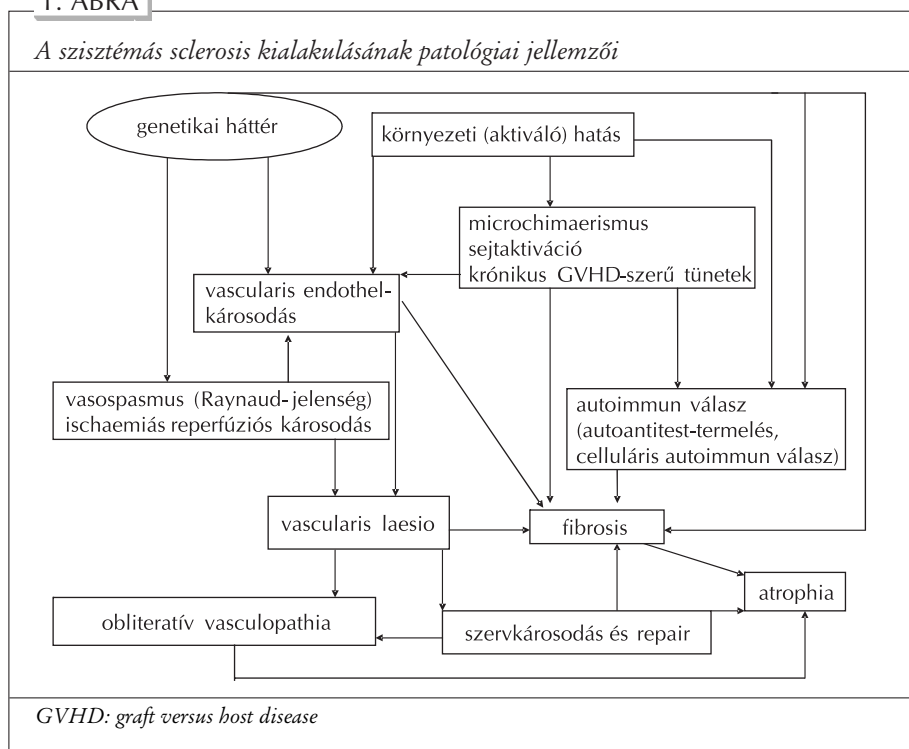 1. ÁBRA
A szisztémás sclerosis kialakulásának patológiai jellemzői
genetikai háttér
környezeti (aktiváló) hatás
microchimaerismus
sejtaktiváció
krónikus GVHD-szerű tünetek
vascularis endothel-
károsodás
vasospasmus (Raynaud-jelenség)
ischaemiás reperfúziós károsodás
autoimmun válasz
(autoantitest-termelés,
celluláris autoimmun válasz)
vascularis laesio
fibrosis
atrophia
obliteratív vasculopathia
szervkárosodás és repair
GVHD: graft versus host disease